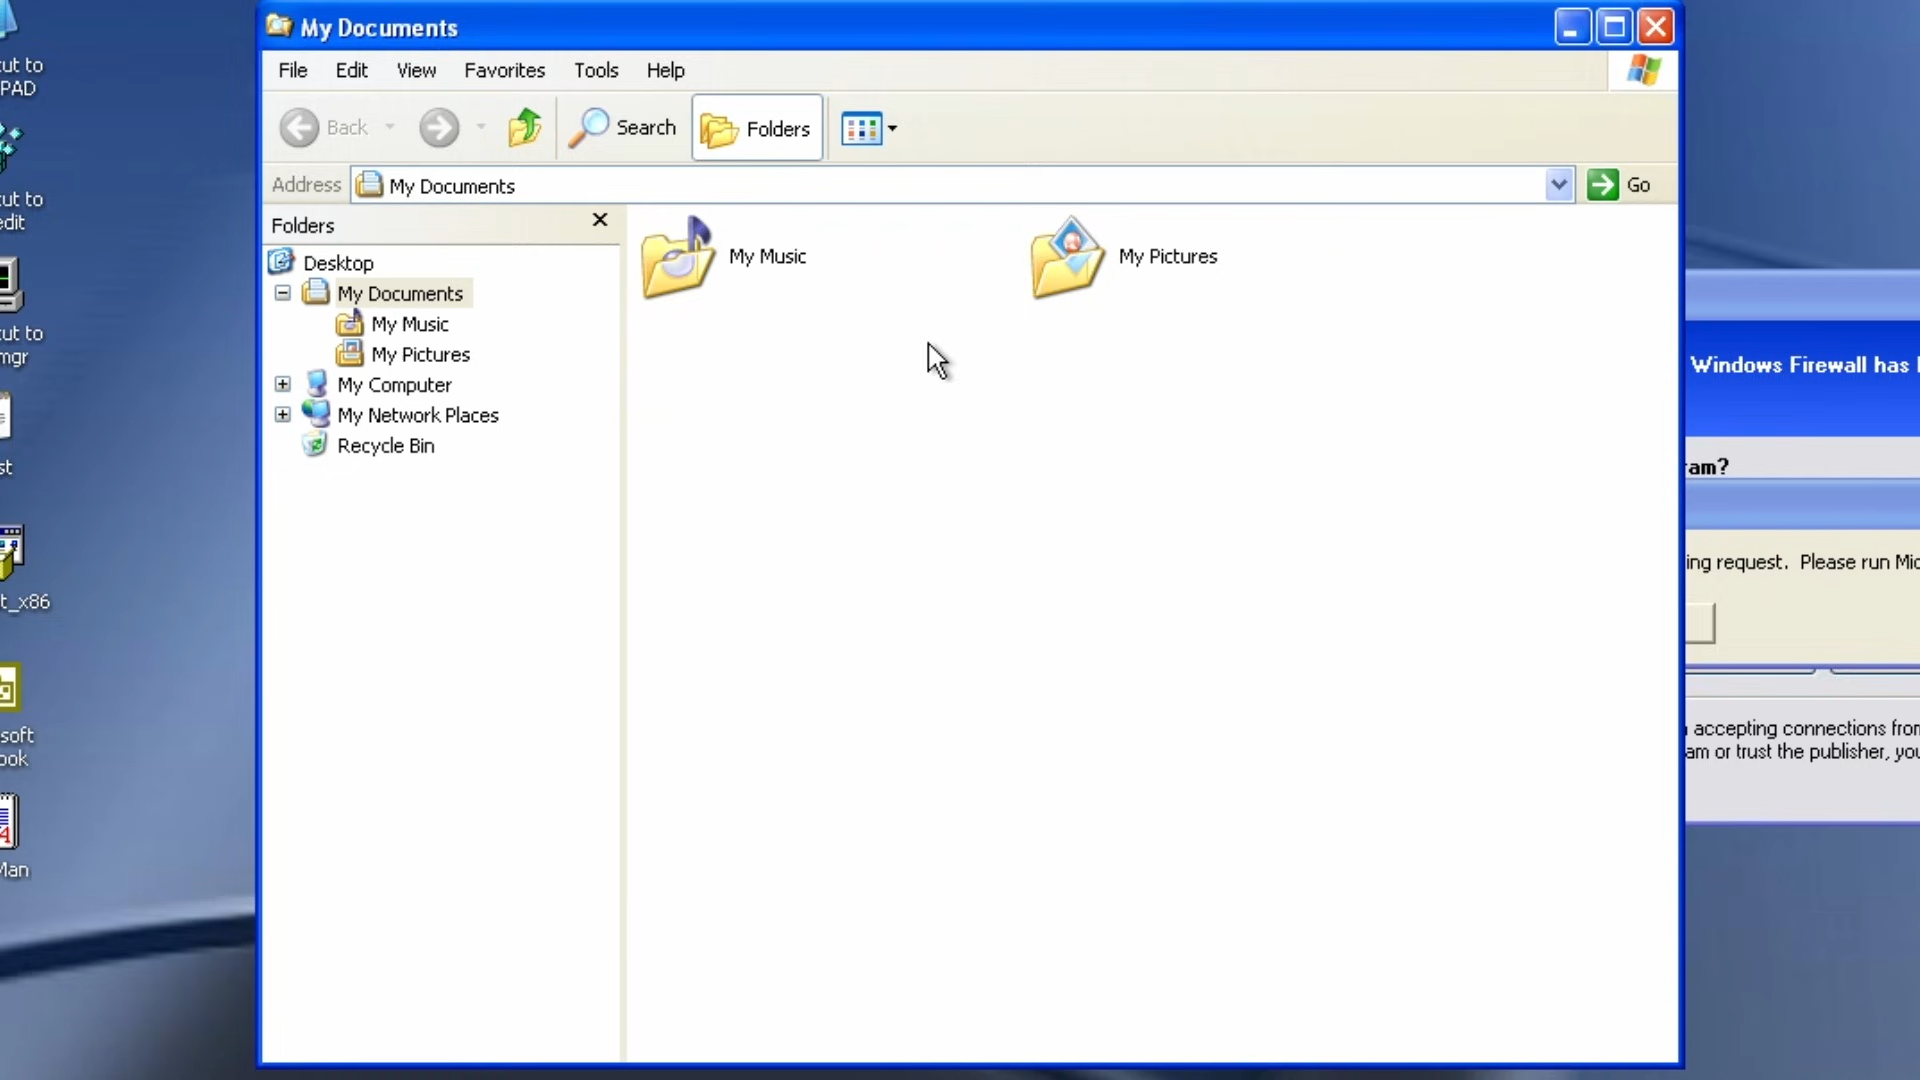 My Documents
File Edit View Favorites Tools Help
Back Search Folders
Address My Documents Go
Folders
Desktop
My Documents
My Music
My Pictures
My Computer
My Network Places
Recycle Bin
My Music
My Pictures
ut to
PAD
ut to
edit
ut to
mgr
st
t_x86
soft
ook
Man
Windows Firewall has
am?
ing request. Please run Mic
accepting connections from
am or trust the publisher, you